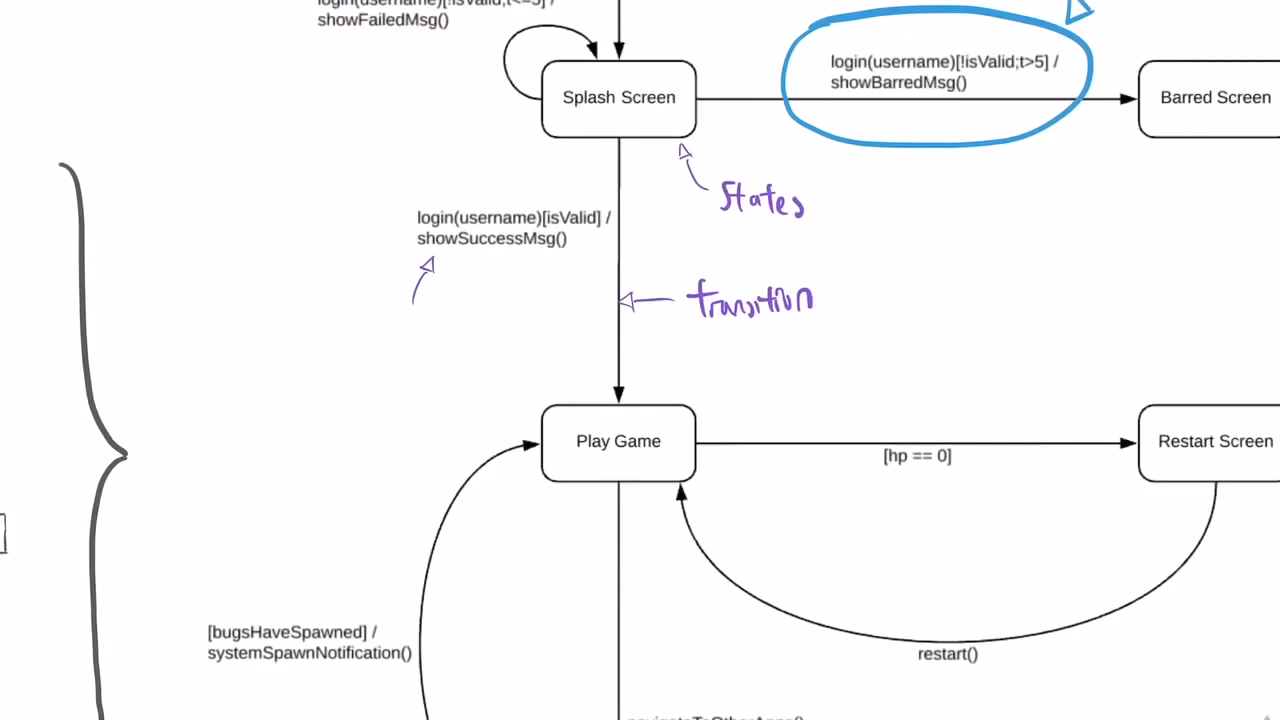 showFailedMsg()
login(username)[!isValid;t>5] /
showBarredMsg()
Splash Screen
Barred Screen
States
login(username)[isValid] /
showSuccessMsg()
transition
Play Game
Restart Screen
[hp == 0]
[bugsHaveSpawned] /
systemSpawnNotification()
restart()